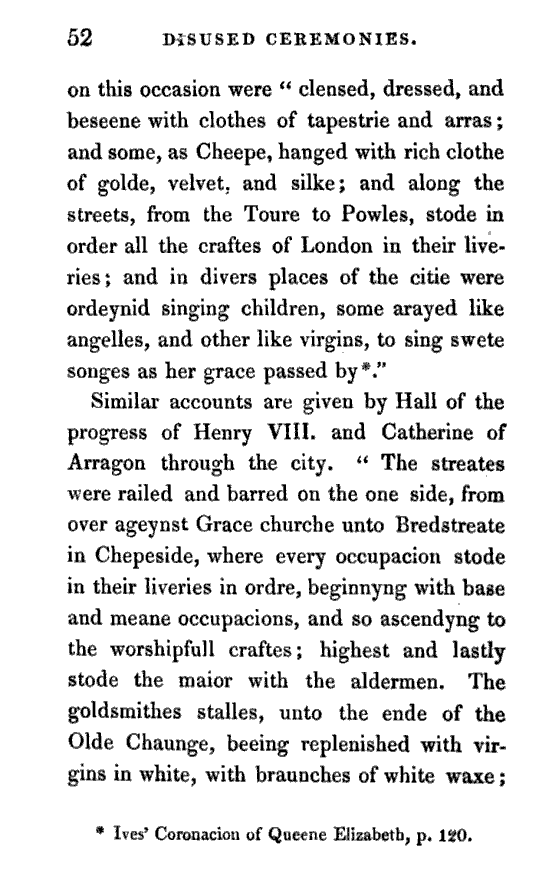 52 DISUSED CEREMONIES.
on this occasion were “ clensed, dressed, and
beseene with clothes of tapestrie and arras ;
and some, as Cheepe, hanged with rich clothe
of golde, velvet, and silke ; and along the
streets, from the Toure to Powles, stode in
order all the craftes of London in their live-
ries ; and in divers places of the citie were
ordeynid singing children, some arayed like
angelles, and other like virgins, to sing swete
songes as her grace passed by *.”
Similar accounts are given by Hall of the
progress of Henry VIII. and Catherine of
Arragon through the city. “ The streates
were railed and barred on the one side, from
over ageynst Grace churche unto Bredstreate
in Chepeside, where every occupacion stode
in their liveries in ordre, beginnyng with base
and meane occupacions, and so ascendyng to
the worshipfull craftes ; highest and lastly
stode the maior with the aldermen. The
goldsmithes stalles, unto the ende of the
Olde Chaunge, beeing replenished with vir-
gins in white, with braunches of white waxe ;
* Ives’ Coronacion of Queene Elizabeth, p. 120.